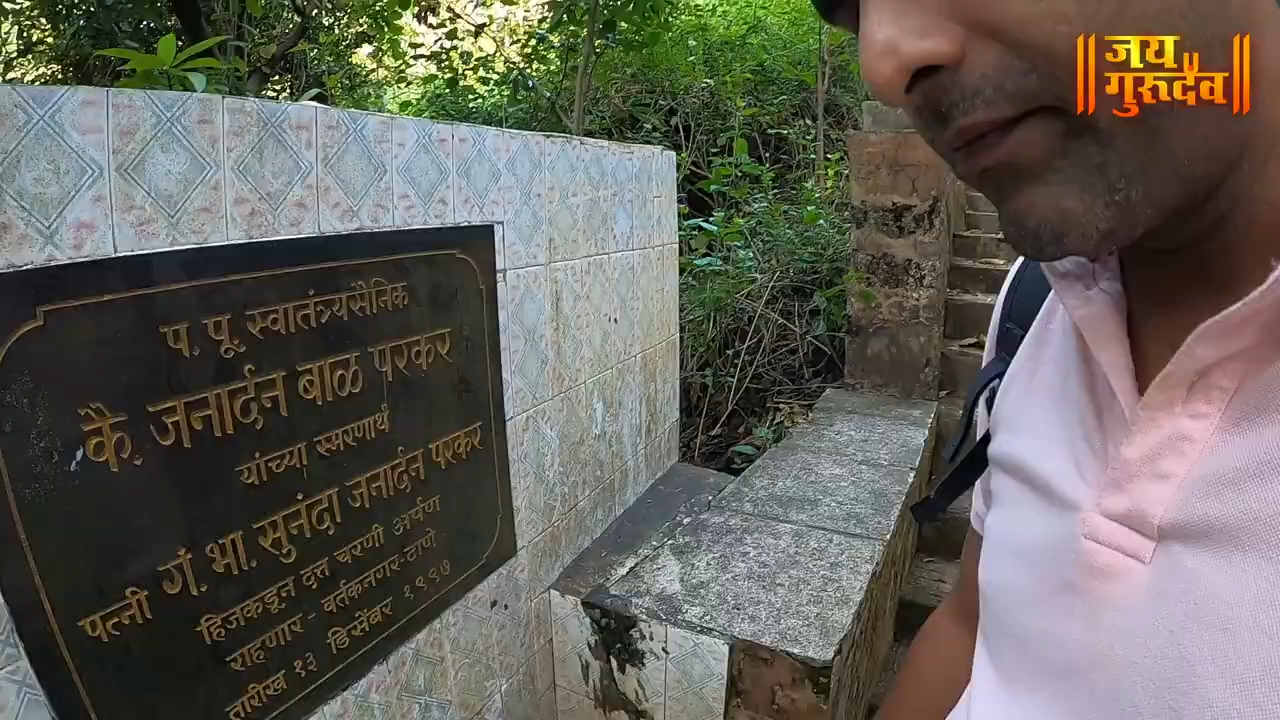 प. पू. स्वातंत्र्यसैनिक
कै. जनार्दन बाळ परकर
यांच्या स्मरणार्थ
पत्नी गं. भा. सुनंदा जनार्दन परकर
हिजकडून दत्त चरणी अर्पण
राहणार - वर्तकनगर-ठाणे
तारीख १३ डिसेंबर १९९७
॥ जय गुरूदेव ॥